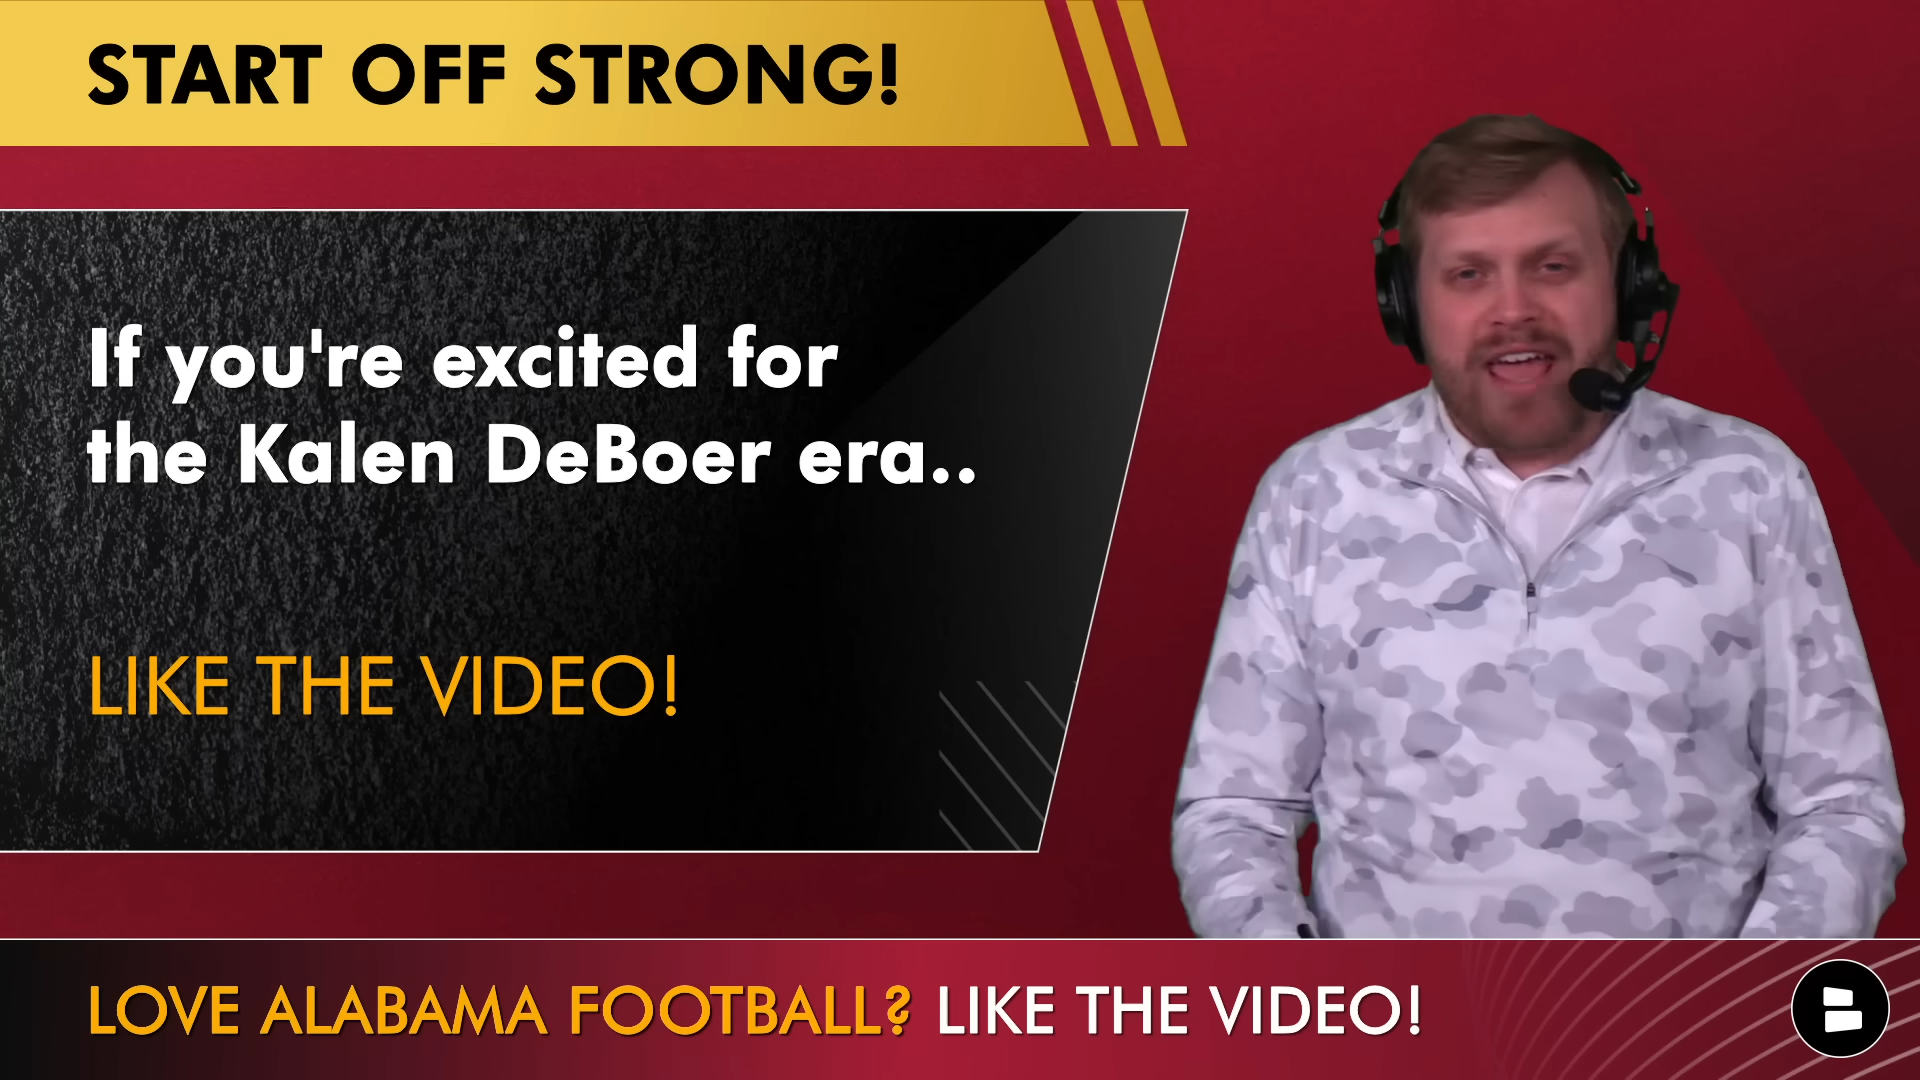 START OFF STRONG!
If you're excited for
the Kalen DeBoer era..
LIKE THE VIDEO!
LOVE ALABAMA FOOTBALL? LIKE THE VIDEO!